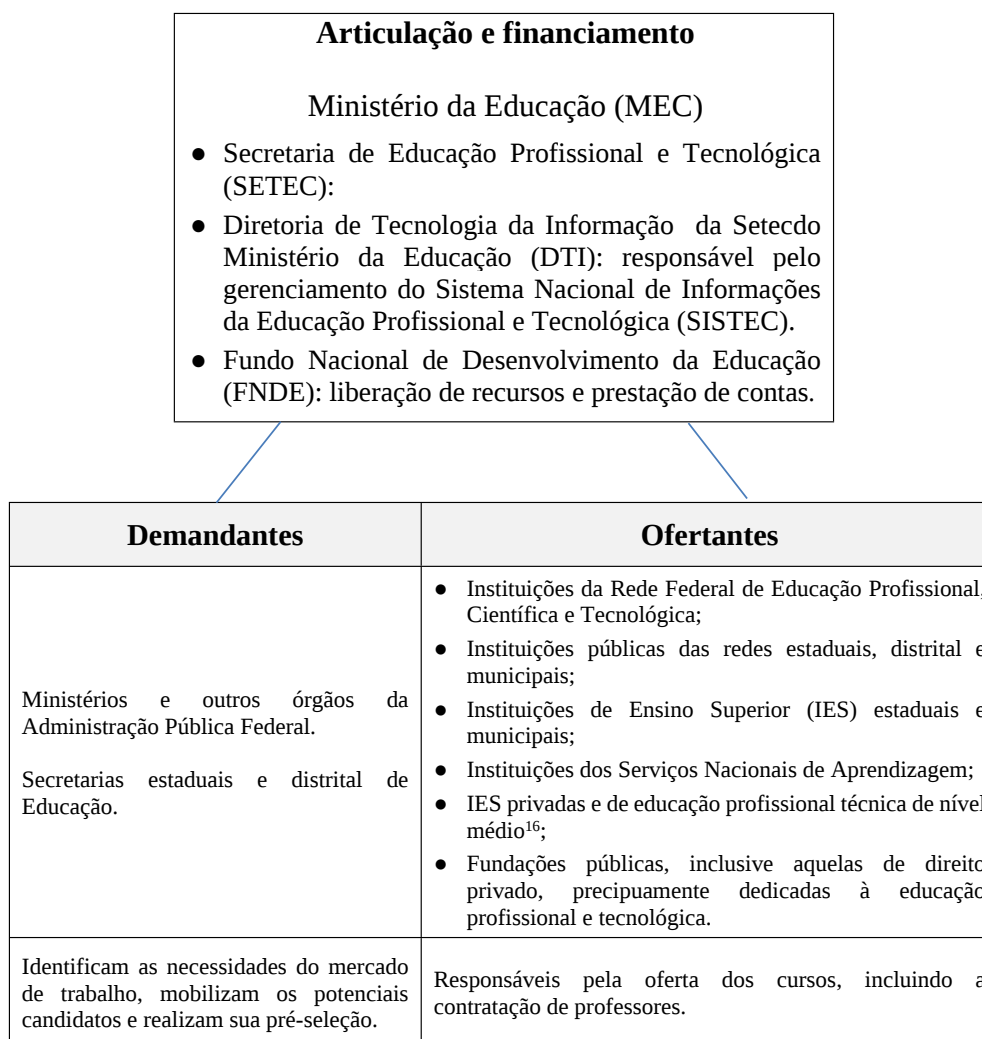 Articulação e financiamento
Ministério da Educação (MEC)
● Secretaria de Educação Profissional e Tecnológica
(SETEC):
● Diretoria de Tecnologia da Informação da Setecdo
Ministério da Educação (DTI): responsável pelo
gerenciamento do Sistema Nacional de Informações
da Educação Profissional e Tecnológica (SISTEC).
● Fundo Nacional de Desenvolvimento da Educação
(FNDE): liberação de recursos e prestação de contas.
Demandantes
Ofertantes
Ministérios e outros órgãos da
Administração Pública Federal.
Secretarias estaduais e distrital de
Educação.
● Instituições da Rede Federal de Educação Profissional,
Científica e Tecnológica;
● Instituições públicas das redes estaduais, distrital e
municipais;
● Instituições de Ensino Superior (IES) estaduais e
municipais;
● Instituições dos Serviços Nacionais de Aprendizagem;
● IES privadas e de educação profissional técnica de nível
médio16;
● Fundações públicas, inclusive aquelas de direito
privado, precipuamente dedicadas à educação
profissional e tecnológica.
Identificam as necessidades do mercado
de trabalho, mobilizam os potenciais
candidatos e realizam sua pré-seleção.
Responsáveis pela oferta dos cursos, incluindo a
contratação de professores.